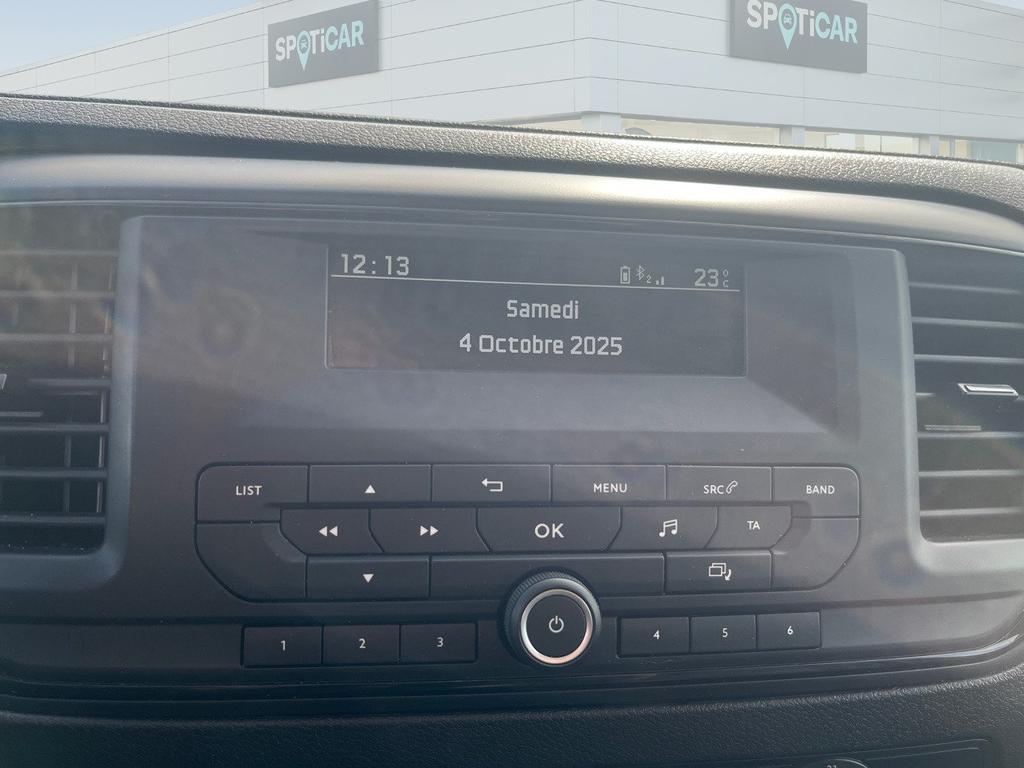 SPOTiCAR
SPOTiCAR
12:13 2 23°C
Samedi
4 Octobre 2025
LIST MENU SRC BAND
OK TA
1 2 3 4 5 6